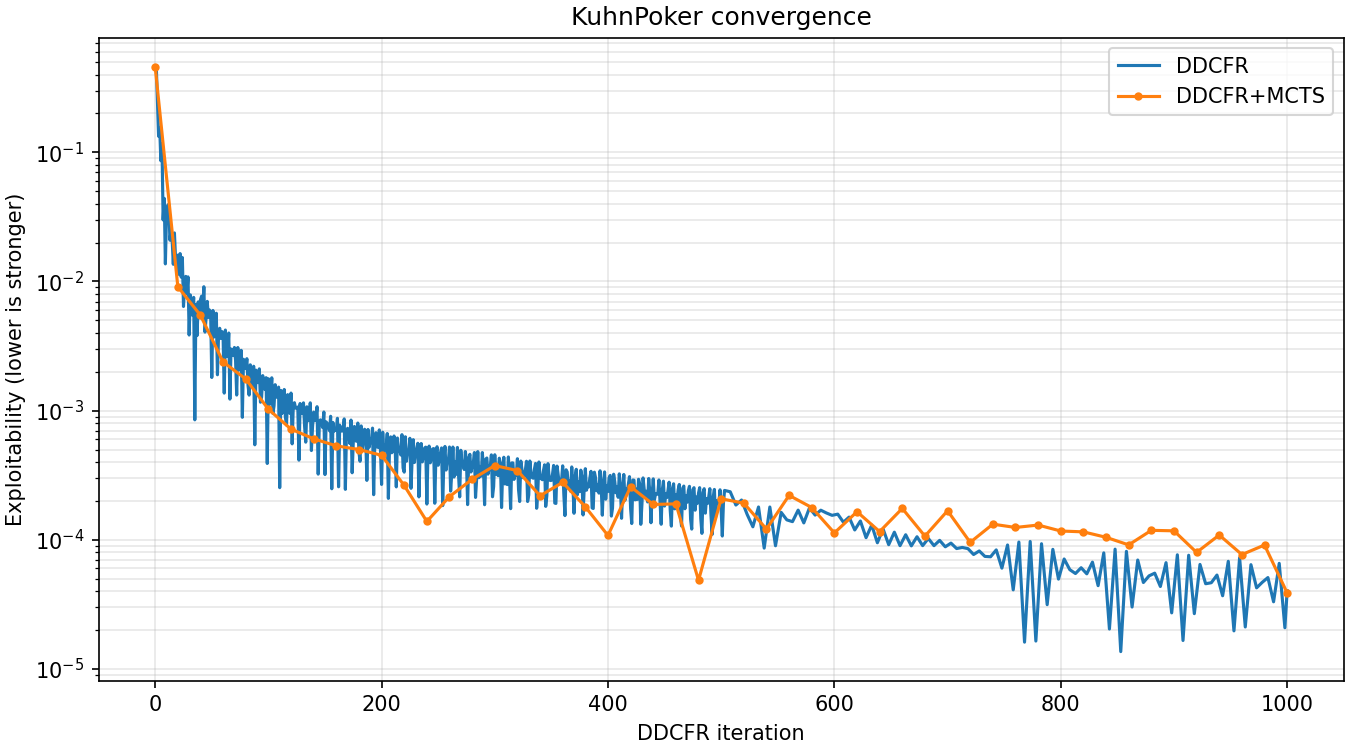 KuhnPoker convergence
DDCFR
DDCFR+MCTS
Exploitability (lower is stronger)
10⁻¹
10⁻²
10⁻³
10⁻⁴
10⁻⁵
0 200 400 600 800 1000
DDCFR iteration